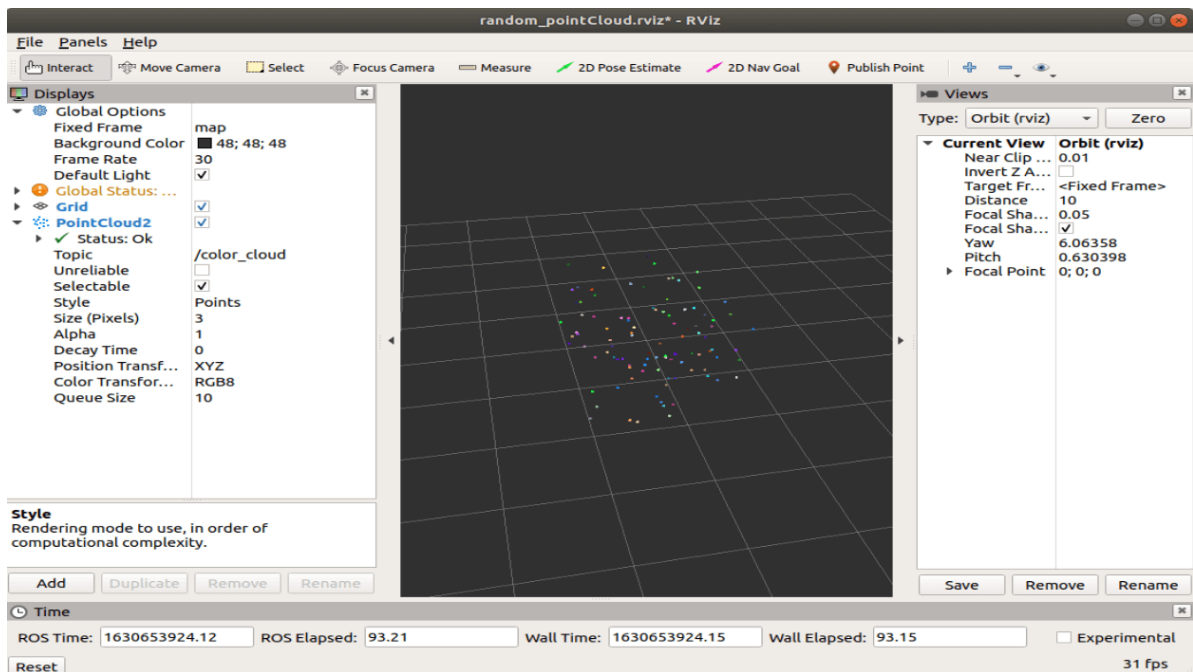 random_pointCloud.rviz* - RViz
File Panels Help
Interact Move Camera Select Focus Camera Measure 2D Pose Estimate 2D Nav Goal Publish Point
Displays
Global Options
Fixed Frame map
Background Color 48; 48; 48
Frame Rate 30
Default Light
Global Status: ...
Grid
PointCloud2
Status: Ok
Topic /color_cloud
Unreliable
Selectable
Style Points
Size (Pixels) 3
Alpha 1
Decay Time 0
Position Transf... XYZ
Color Transfor... RGB8
Queue Size 10
Style
Rendering mode to use, in order of
computational complexity.
Add Duplicate Remove Rename
Views
Type: Orbit (rviz) Zero
Current View Orbit (rviz)
Near Clip ... 0.01
Invert Z A...
Target Fr... <Fixed Frame>
Distance 10
Focal Sha... 0.05
Focal Sha...
Yaw 6.06358
Pitch 0.630398
Focal Point 0; 0; 0
Save Remove Rename
Time
ROS Time: 1630653924.12 ROS Elapsed: 93.21 Wall Time: 1630653924.15 Wall Elapsed: 93.15 Experimental
Reset 31 fps